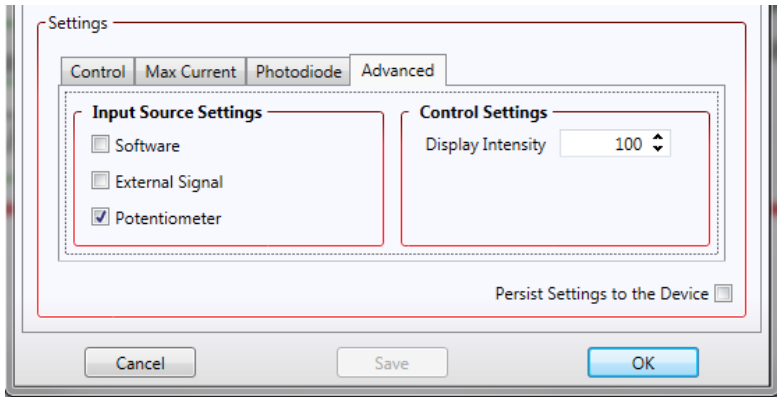 Settings
Control Max Current Photodiode Advanced
Input Source Settings
Software
External Signal
Potentiometer
Control Settings
Display Intensity 100
Persist Settings to the Device
Cancel Save OK